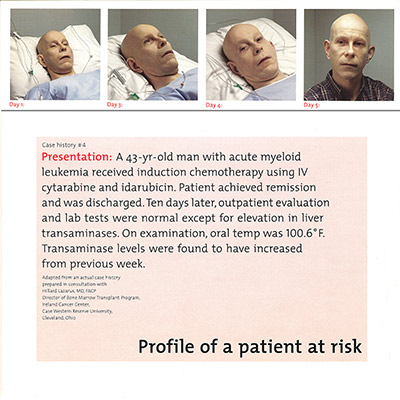 Day 1:
Day 3:
Day 4:
Day 5:
Case history #4
Presentation: A 43-yr-old man with acute myeloid
leukemia received induction chemotherapy using IV
cytarabine and idarubicin. Patient achieved remission
and was discharged. Ten days later, outpatient evaluation
and lab tests were normal except for elevation in liver
transaminases. On examination, oral temp was 100.6°F.
Transaminase levels were found to have increased
from previous week.
Adapted from an actual case history
prepared in consultation with
Hillard Lazarus, MD, FACP
Director of Bone Marrow Transplant Program,
Ireland Cancer Center,
Case Western Reserve University,
Cleveland, Ohio
Profile of a patient at risk